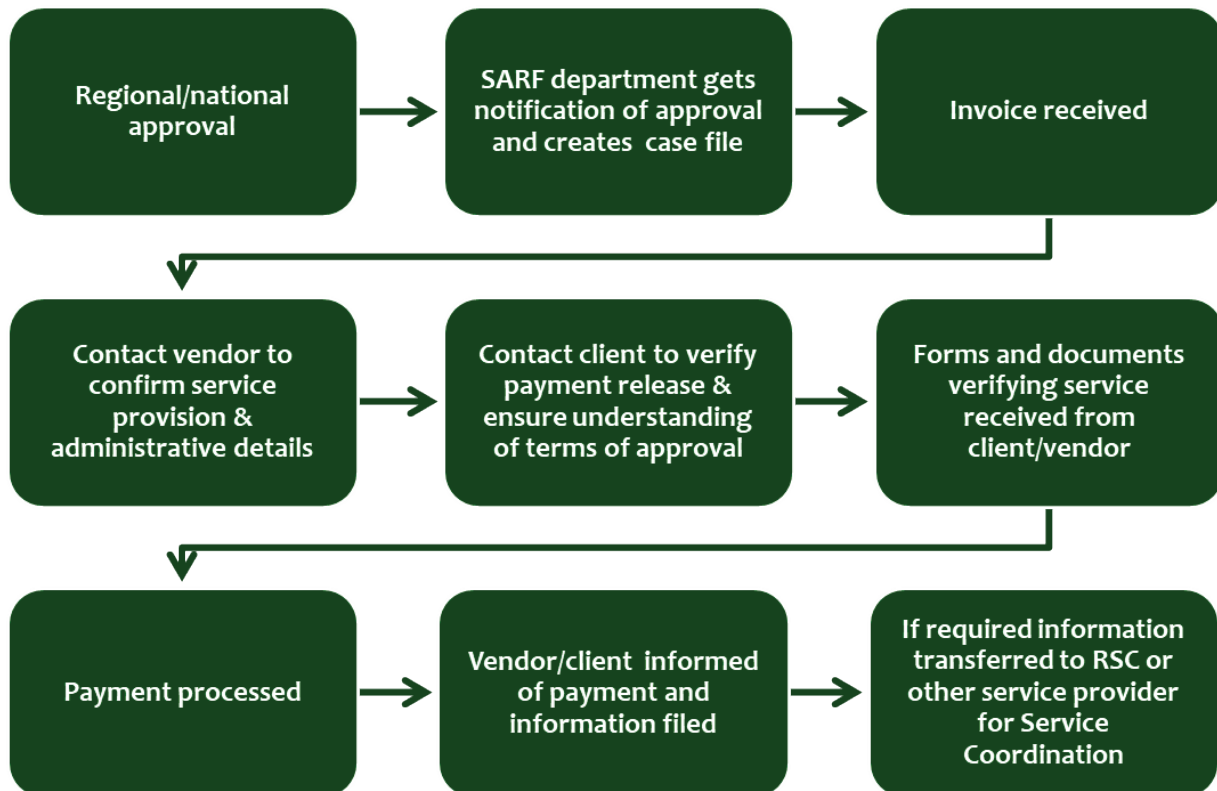 Regional/national
approval
SARF department gets
notification of approval
and creates case file
Invoice received
Contact vendor to
confirm service
provision &
administrative details
Contact client to verify
payment release &
ensure understanding
of terms of approval
Forms and documents
verifying service
received from
client/vendor
Payment processed
Vendor/client informed
of payment and
information filed
If required information
transferred to RSC or
other service provider
for Service
Coordination